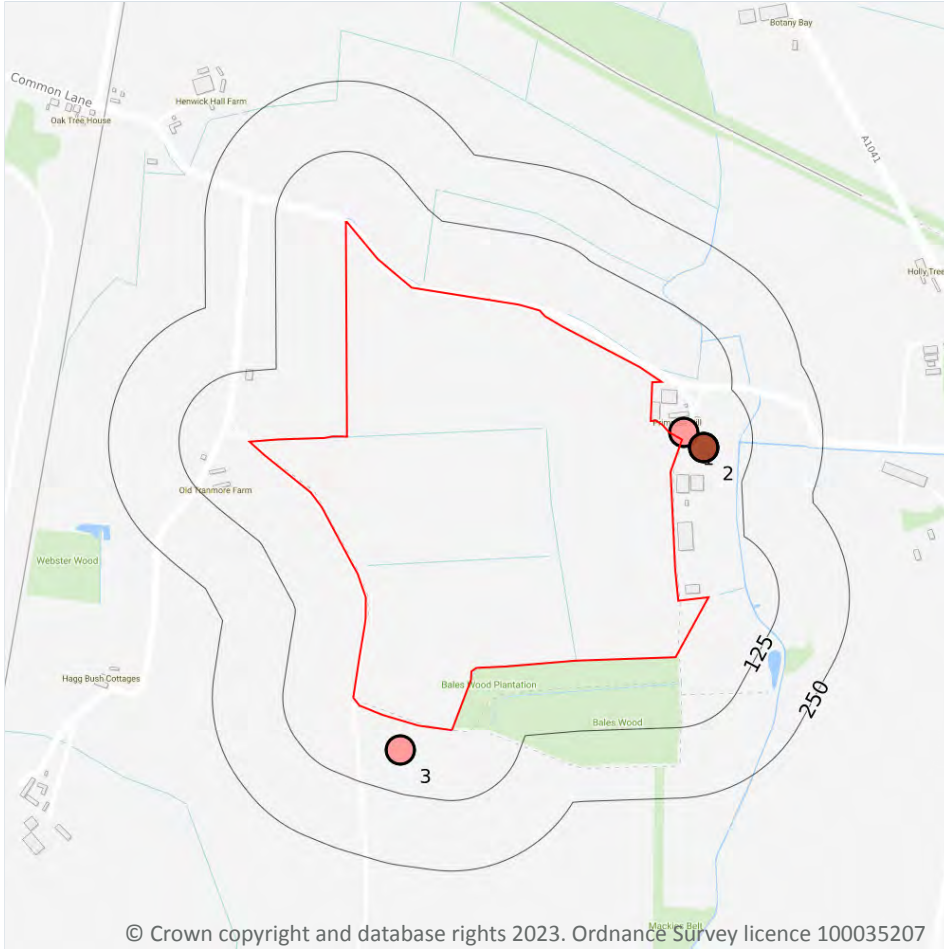 Botany Bay
Common Lane
Henwick Hall Farm
Oak Tree House
A1041
Holly Tree
2
Old Tranmore Farm
Webster Wood
125
Hagg Bush Cottages
Bales Wood Plantation
250
Bales Wood
3
© Crown copyright and database rights 2023. Ordnance Survey licence 100035207